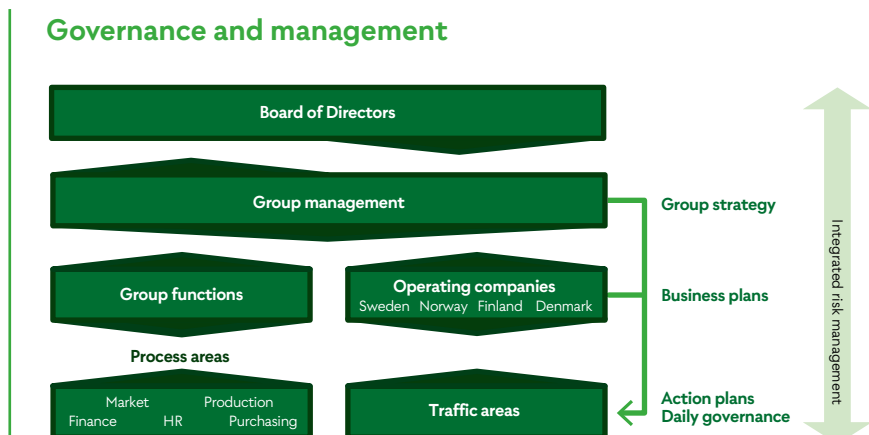 Governance and management
Board of Directors
Group management
Group strategy
Group functions
Operating companies
Sweden Norway Finland Denmark
Business plans
Process areas
Market Production
Finance HR Purchasing
Traffic areas
Action plans
Daily governance
Integrated risk management